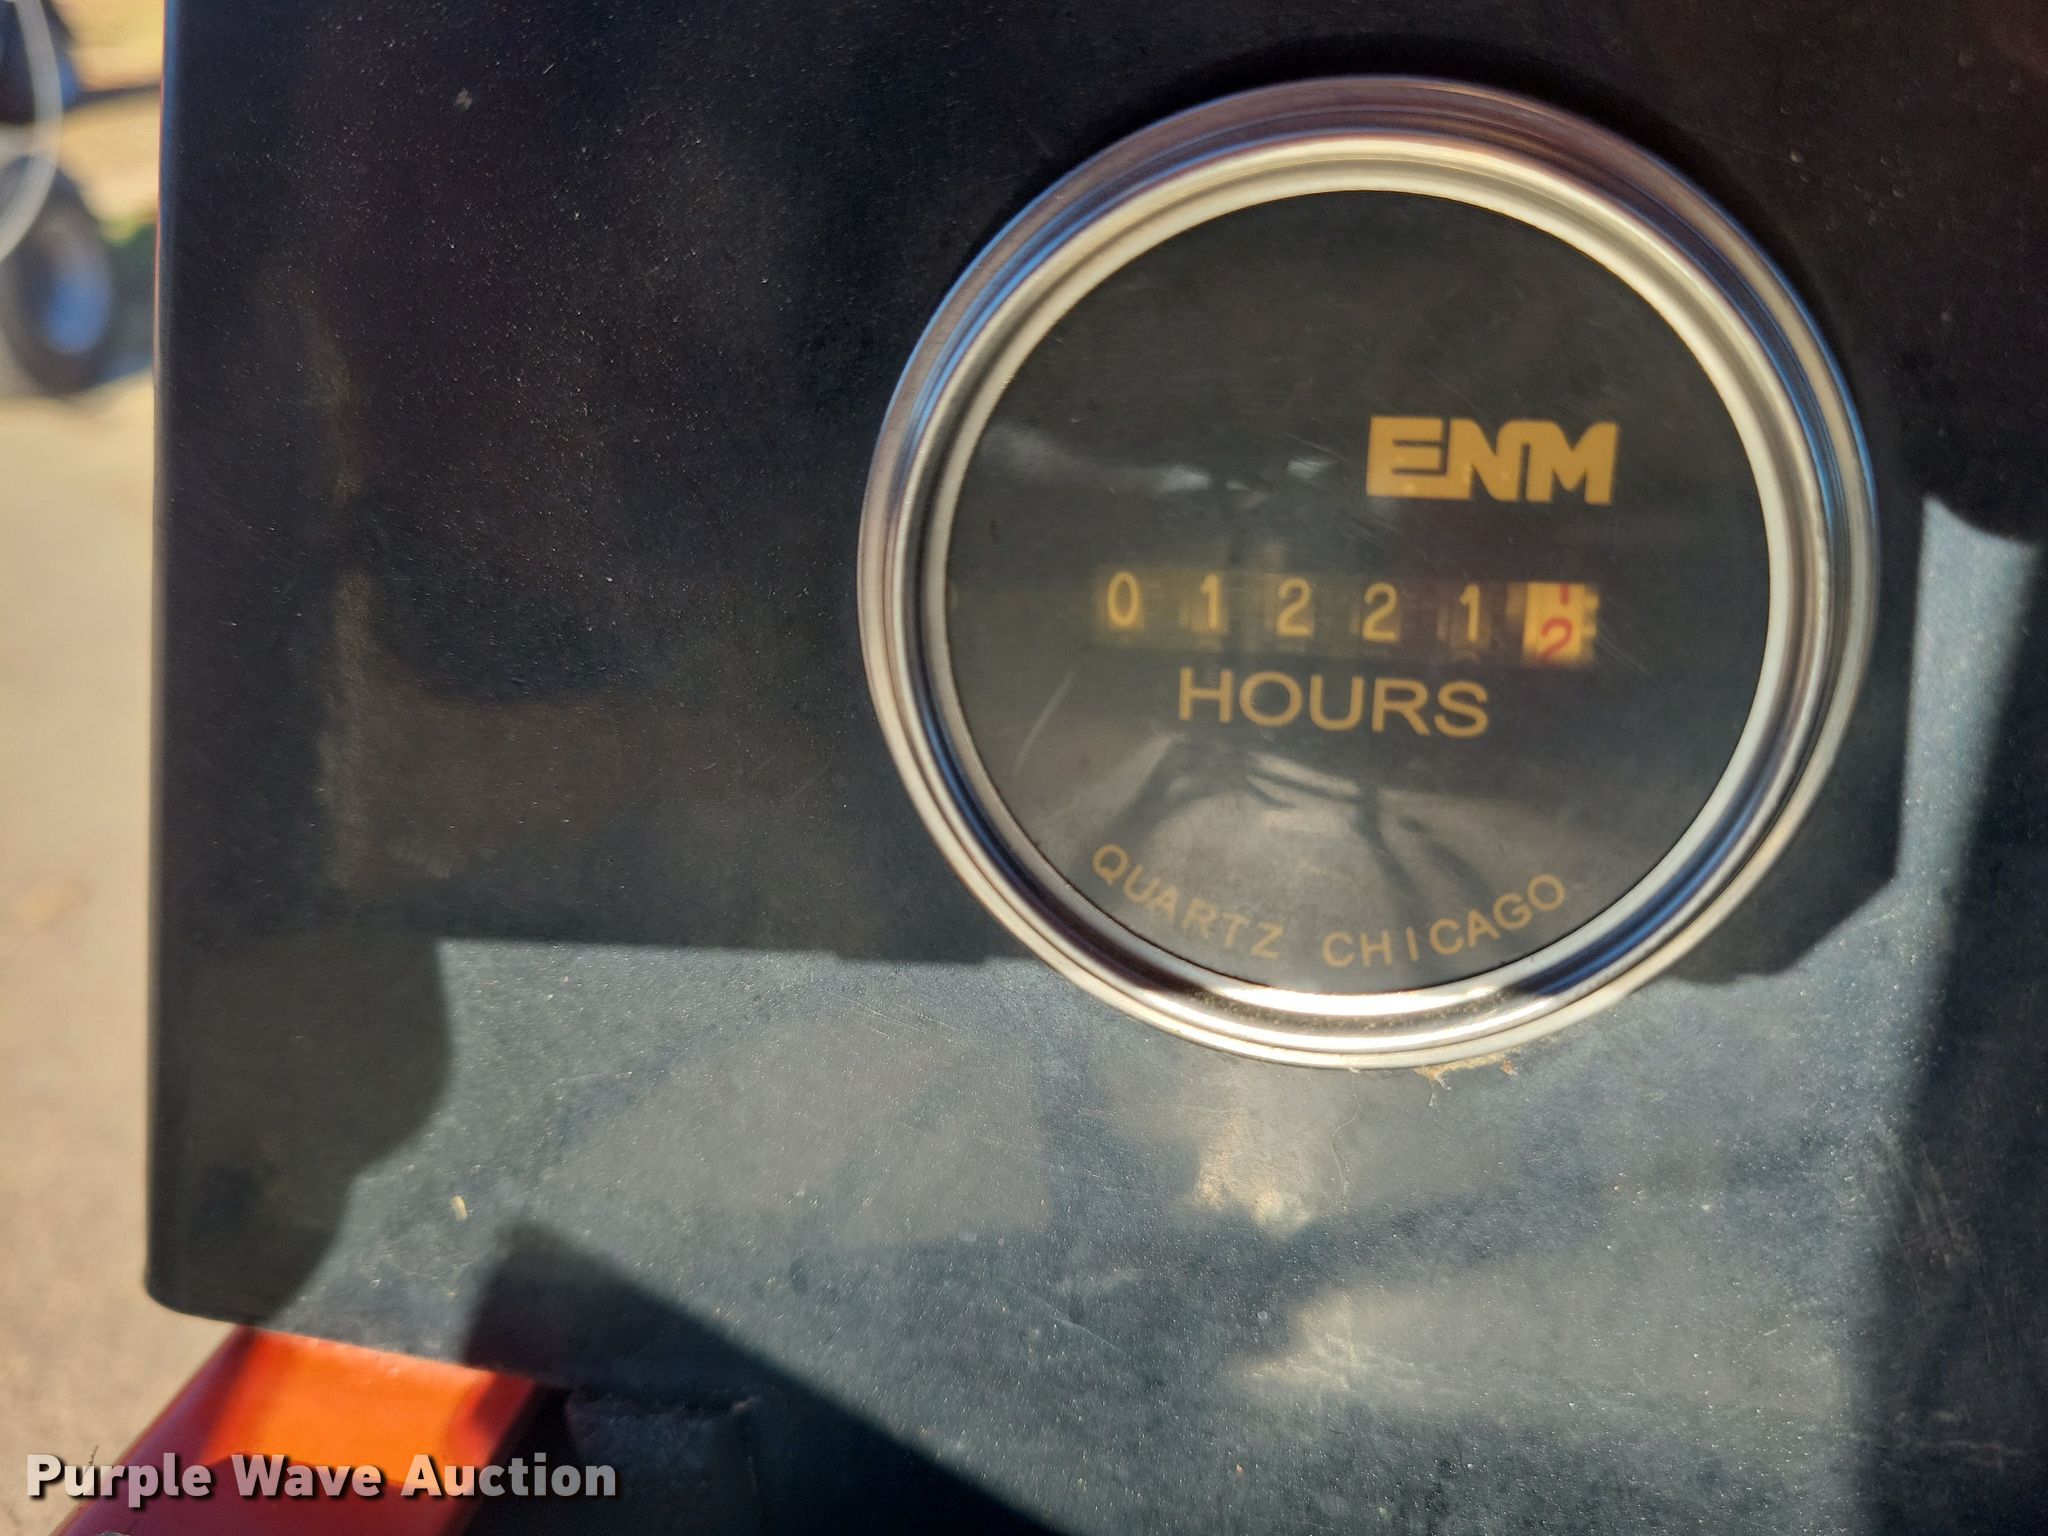 ENM
0 1 2 2 1 2
HOURS
QUARTZ CHICAGO
Purple Wave Auction